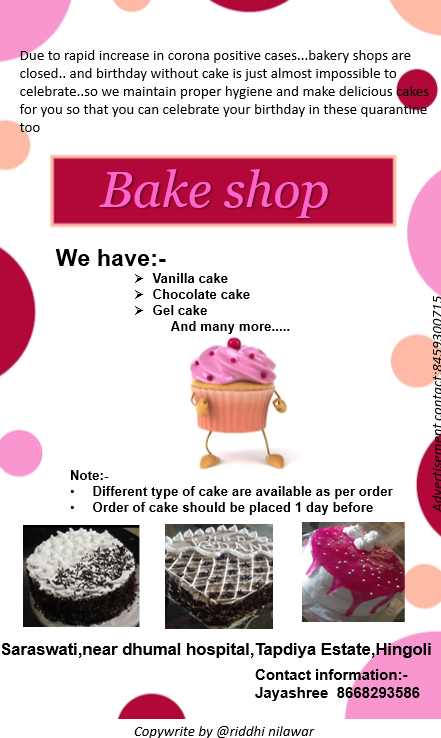 Due to rapid increase in corona positive cases...bakery shops are
closed.. and birthday without cake is just almost impossible to
celebrate..so we maintain proper hygiene and make delicious cakes
for you so that you can celebrate your birthday in these quarantine
too
Bake shop
We have:-
➢ Vanilla cake
➢ Chocolate cake
➢ Gel cake
And many more.....
Advertisement contact:8459300715
Note:-
• Different type of cake are available as per order
• Order of cake should be placed 1 day before
Saraswati,near dhumal hospital,Tapdiya Estate,Hingoli
Contact information:-
Jayashree 8668293586
Copywrite by @riddhi nilawar